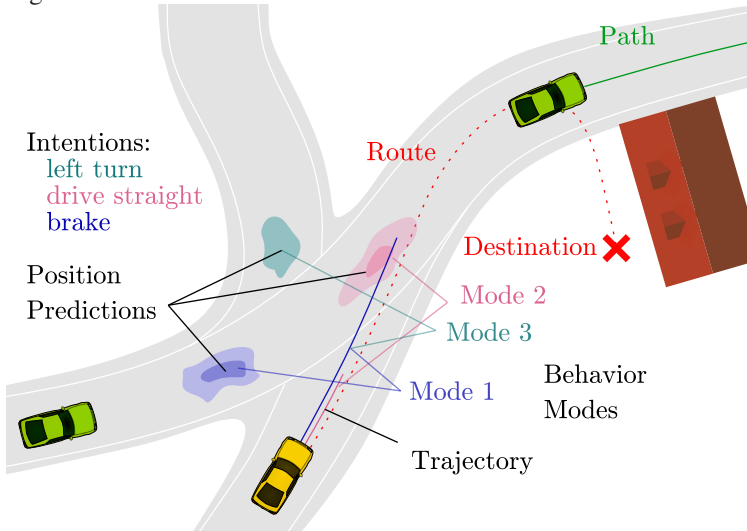 Path
Route
Intentions:
left turn
drive straight
brake
Destination
Position
Predictions
Mode 2
Mode 3
Mode 1
Behavior
Modes
Trajectory